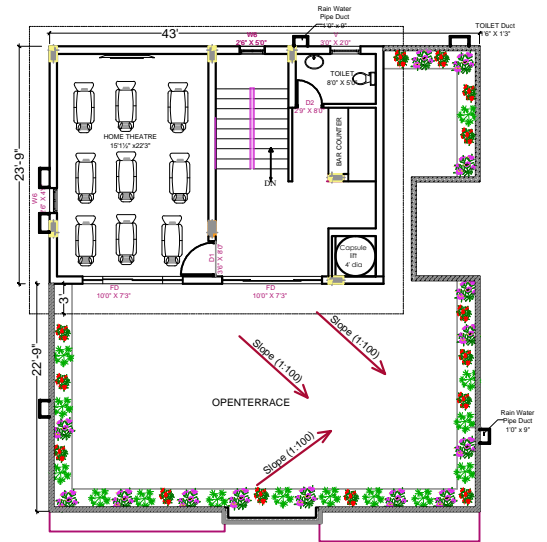 Rain Water
Pipe Duct
1'0" x 9"
TOILET Duct
1'6" X 1'3"
43'
W6
2'6" X 5'0"
V
3'0" X 2'0"
TOILET
8'0" X 5'0"
D2
2'9" X 8'0"
HOME THEATRE
15'1½" x22'3"
BAR COUNTER
DN
23'-9"
W6
D1
3'6" X 8'0"
Capsule
lift
4' dia
FD
10'0" X 7'3"
FD
10'0" X 7'3"
3'
22'-9"
Slope (1:100)
Slope (1:100)
OPENTERRACE
Slope (1:100)
Rain Water
Pipe Duct
1'0" x 9"